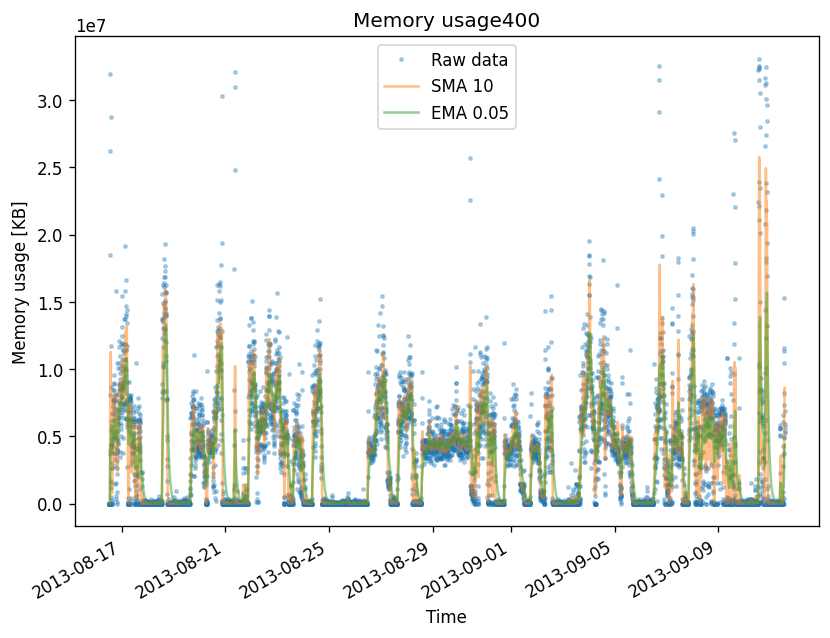 Memory usage400
1e7
Raw data
SMA 10
EMA 0.05
3.0
2.5
2.0
1.5
1.0
0.5
0.0
Memory usage [KB]
2013-08-17
2013-08-21
2013-08-25
2013-08-29
2013-09-01
2013-09-05
2013-09-09
Time